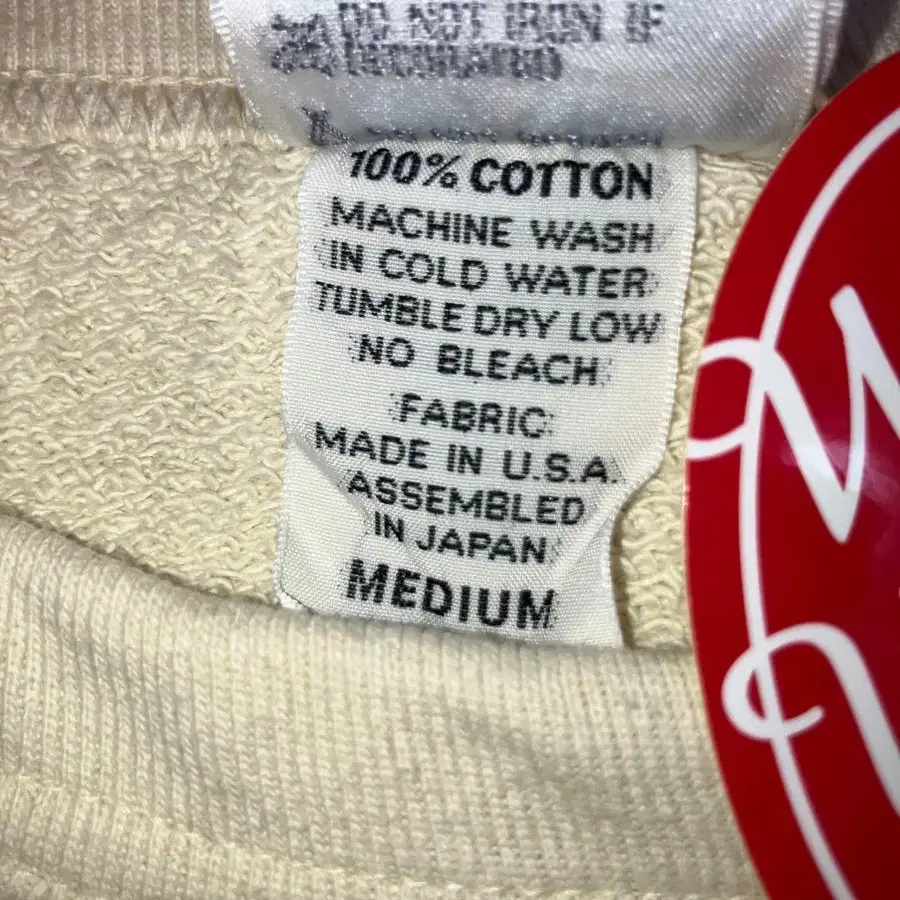 DO NOT IRON IF
DECORATED
100% COTTON
MACHINE WASH
IN COLD WATER
TUMBLE DRY LOW
NO BLEACH
FABRIC
MADE IN U.S.A.
ASSEMBLED
IN JAPAN
MEDIUM